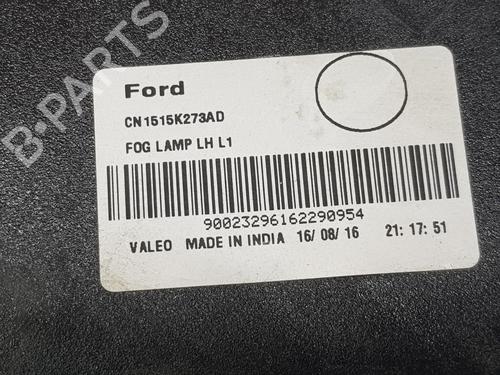 B-PARTS
Ford
CN1515K273AD
FOG LAMP LH L1
90023296162290954
VALEO MADE IN INDIA 16/ 08/ 16 21: 17: 51